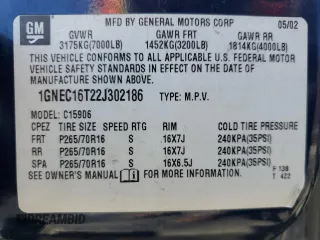 GM
MFD BY GENERAL MOTORS CORP 05/02
GVWR GAWR FRT GAWR RR
3175KG(7000LB) 1452KG(3200LB) 1814KG(4000LB)
THIS VEHICLE CONFORMS TO ALL APPLICABLE U.S. FEDERAL MOTOR
VEHICLE SAFETY STANDARDS IN EFFECT ON THE DATE OF
MANUFACTURE SHOWN ABOVE.
1GNEC16T22J302186 TYPE: M.P.V.
MODEL: C15906
CPEZ TIRE SIZE SPEED RTG RIM COLD TIRE PRESSURE
FRT P265/70R16 S 16X7J 240KPA(35PSI)
RR P265/70R16 S 16X7J 240KPA(35PSI)
SPA P265/70R16 S 16X6.5J 240KPA(35PSI)
SEE OWNER'S MANUAL FOR MORE INFORMATION.
F 138
T 422